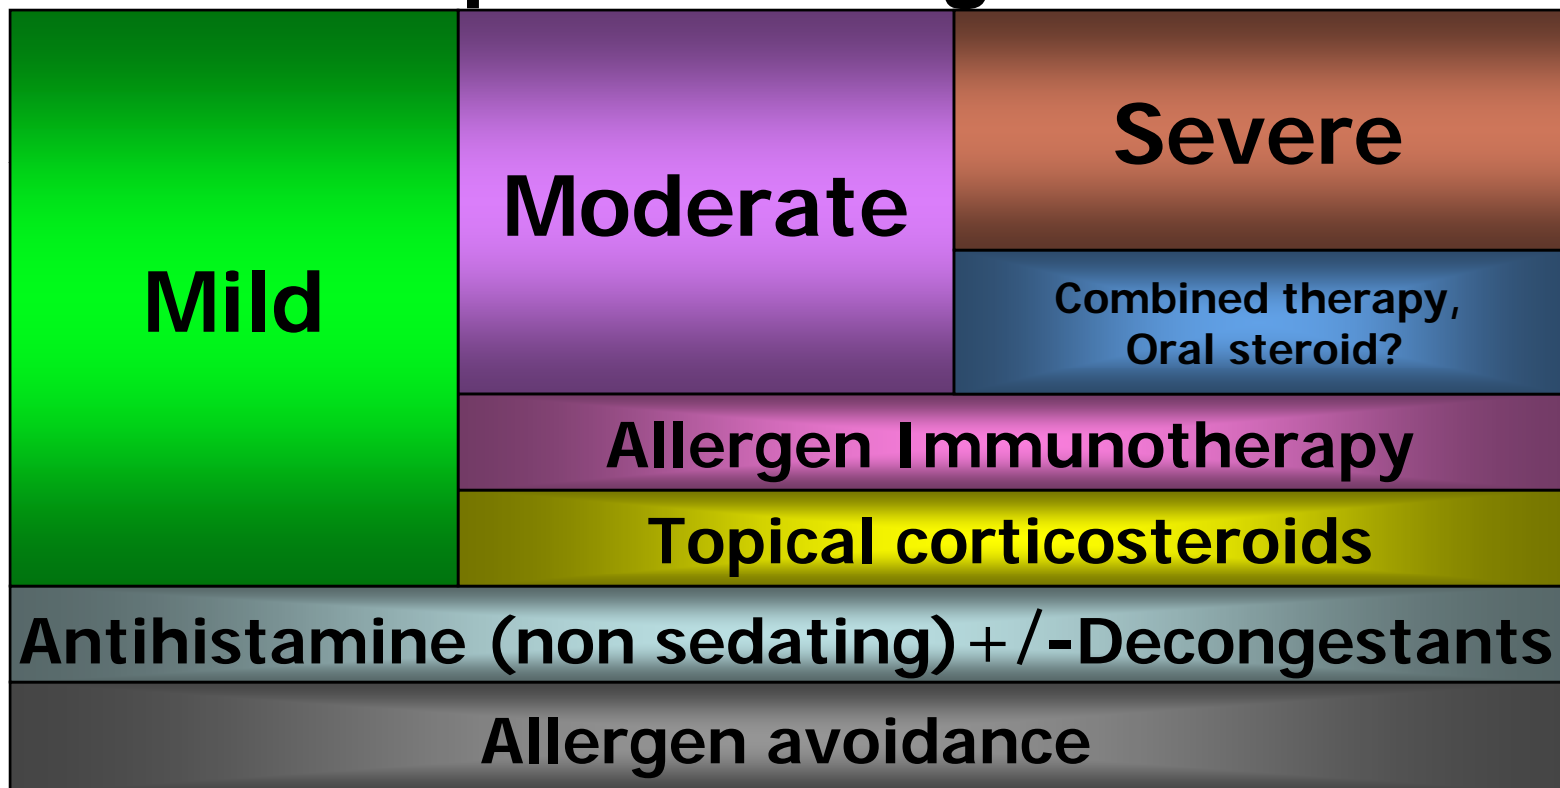 Mild
Moderate
Severe
Combined therapy,
Oral steroid?
Allergen Immunotherapy
Topical corticosteroids
Antihistamine (non sedating)+/-Decongestants
Allergen avoidance